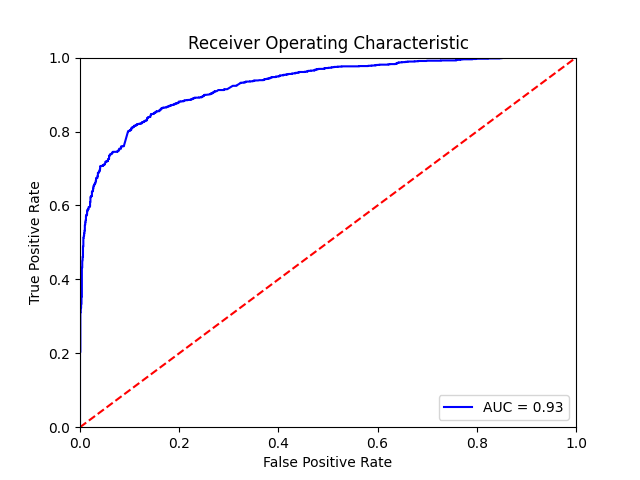 Receiver Operating Characteristic
1.0
0.8
0.6
0.4
0.2
0.0
True Positive Rate
AUC = 0.93
0.0 0.2 0.4 0.6 0.8 1.0
False Positive Rate